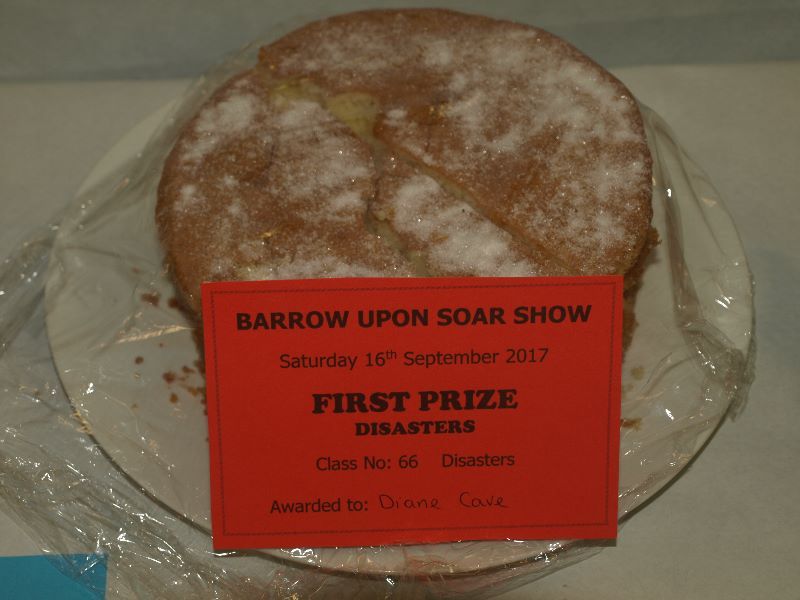 BARROW UPON SOAR SHOW
Saturday 16th September 2017
FIRST PRIZE
DISASTERS
Class No: 66 Disasters
Awarded to: Diane Cave